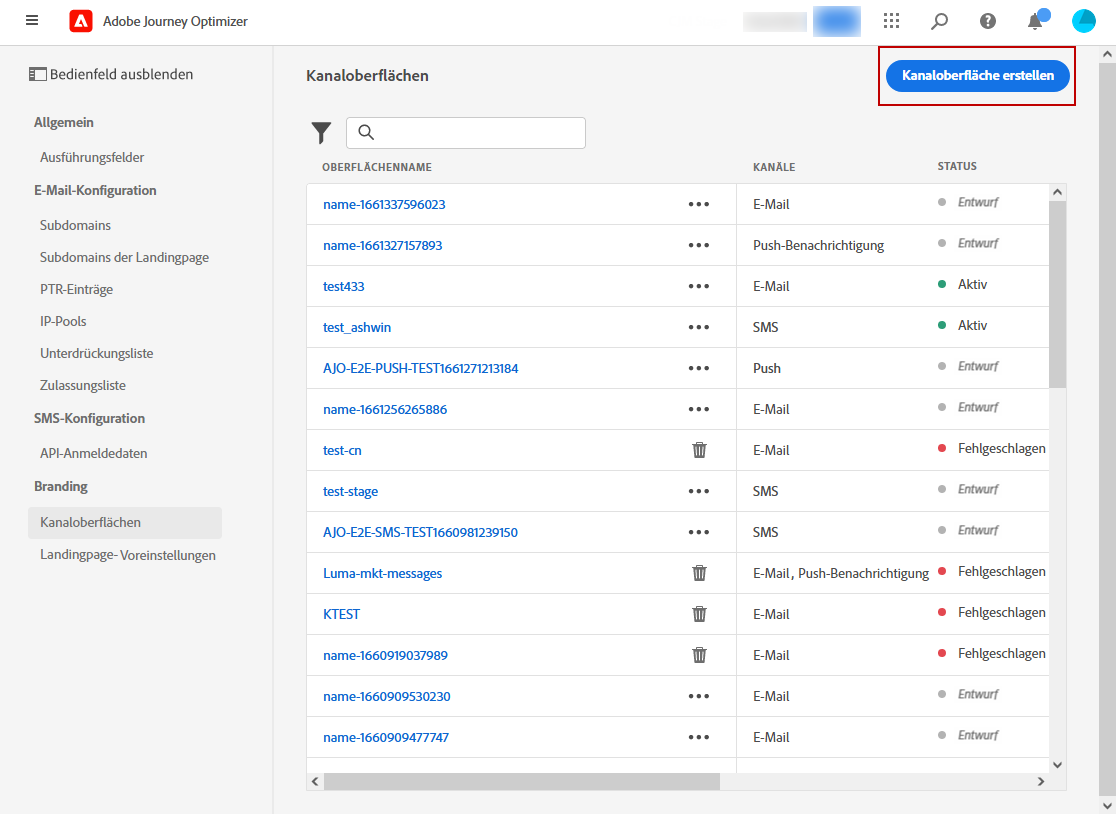 Adobe Journey Optimizer
Bedienfeld ausblenden
Allgemein
Ausführungsfelder
E-Mail-Konfiguration
Subdomains
Subdomains der Landingpage
PTR-Einträge
IP-Pools
Unterdrückungsliste
Zulassungsliste
SMS-Konfiguration
API-Anmeldedaten
Branding
Kanaloberflächen
Landingpage-Voreinstellungen
Kanaloberflächen
Kanaloberfläche erstellen
OBERFLÄCHENNAME KANÄLE STATUS
name-1661337596023 E-Mail Entwurf
name-1661327157893 Push-Benachrichtigung Entwurf
test433 E-Mail Aktiv
test_ashwin SMS Aktiv
AJO-E2E-PUSH-TEST1661271213184 Push Entwurf
name-1661256265886 E-Mail Entwurf
test-cn E-Mail Fehlgeschlagen
test-stage SMS Entwurf
AJO-E2E-SMS-TEST1660981239150 SMS Entwurf
Luma-mkt-messages E-Mail, Push-Benachrichtigung Fehlgeschlagen
KTEST E-Mail Fehlgeschlagen
name-1660919037989 E-Mail Fehlgeschlagen
name-1660909530230 E-Mail Entwurf
name-1660909477747 E-Mail Entwurf